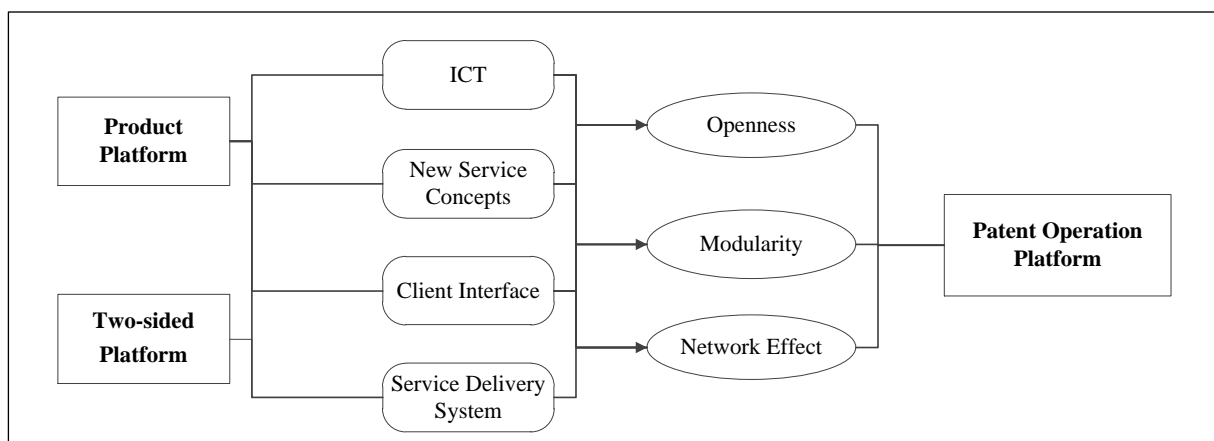 Product
Platform
Two-sided
Platform
ICT
New Service
Concepts
Client Interface
Service Delivery
System
Openness
Modularity
Network Effect
Patent Operation
Platform